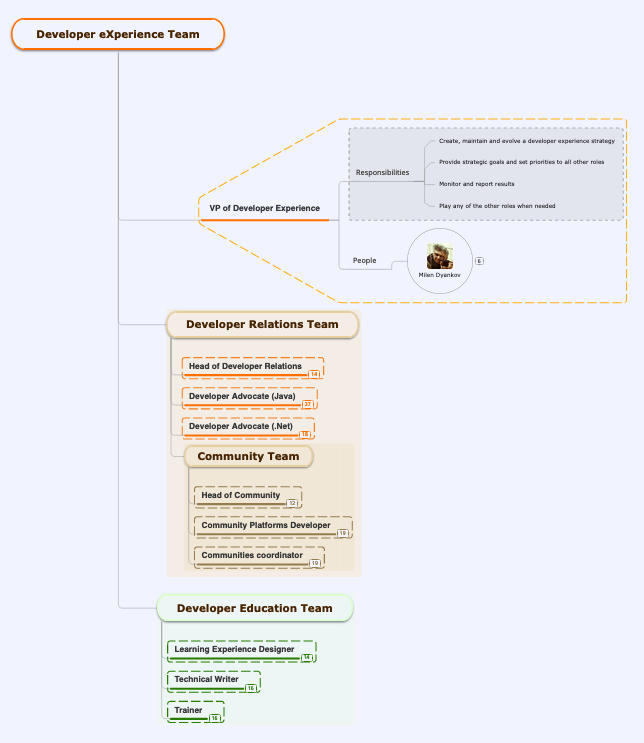 Developer eXperience Team
VP of Developer Experience
Responsibilities
Create, maintain and evolve a developer experience strategy
Provide strategic goals and set priorities to all other roles
Monitor and report results
Play any of the other roles when needed
People
Milen Dyankov
6
Developer Relations Team
Head of Developer Relations
14
Developer Advocate (Java)
27
Developer Advocate (.Net)
18
Community Team
Head of Community
12
Community Platforms Developer
19
Communities coordinator
19
Developer Education Team
Learning Experience Designer
14
Technical Writer
16
Trainer
16